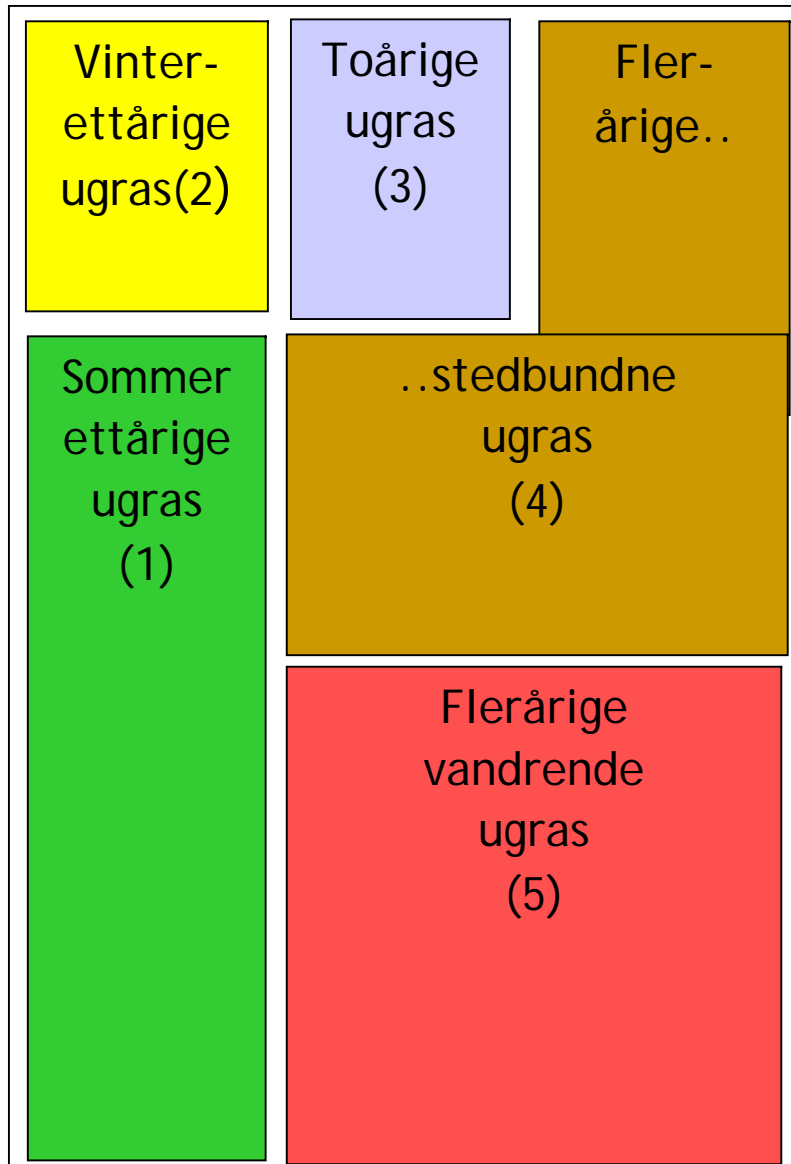 Vinter-
ettårige
ugras(2)
Toårige
ugras
(3)
Fler-
årige..
Sommer
ettårige
ugras
(1)
..stedbundne
ugras
(4)
Flerårige
vandrende
ugras
(5)